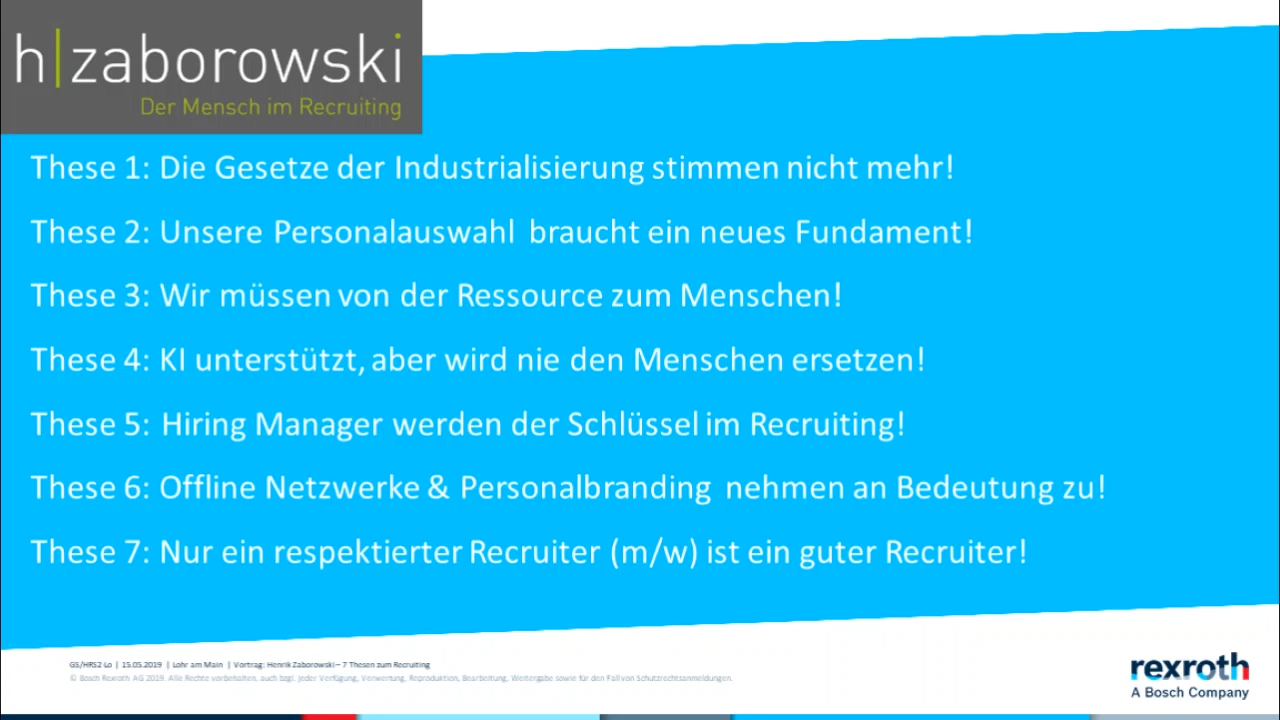 h|zaborowski
Der Mensch im Recruiting
These 1: Die Gesetze der Industrialisierung stimmen nicht mehr!
These 2: Unsere Personalauswahl braucht ein neues Fundament!
These 3: Wir müssen von der Ressource zum Menschen!
These 4: KI unterstützt, aber wird nie den Menschen ersetzen!
These 5: Hiring Manager werden der Schlüssel im Recruiting!
These 6: Offline Netzwerke & Personalbranding nehmen an Bedeutung zu!
These 7: Nur ein respektierter Recruiter (m/w) ist ein guter Recruiter!
GS/HRS2-Lo | 15.05.2019 | Lohr am Main | Vortrag: Henrik Zaborowski – 7 Thesen zum Recruiting
© Bosch Rexroth AG 2019. Alle Rechte vorbehalten, auch bzgl. jeder Verfügung, Verwertung, Reproduktion, Bearbeitung, Weitergabe sowie für den Fall von Schutzrechtsanmeldungen.
rexroth
A Bosch Company